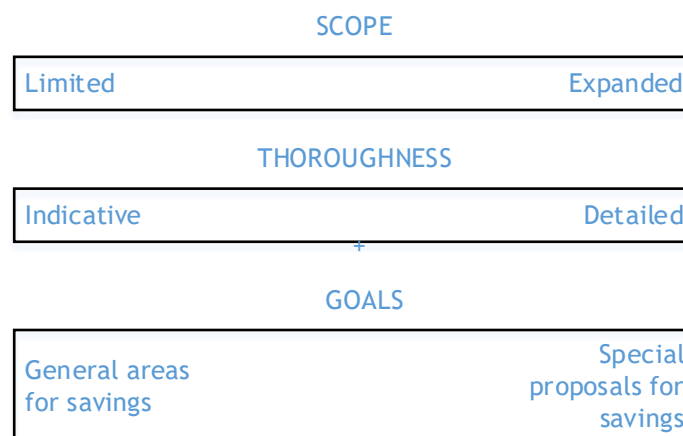 SCOPE
Limited Expanded
THOROUGHNESS
Indicative Detailed
+
GOALS
General areas
for savings
Special
proposals for
savings